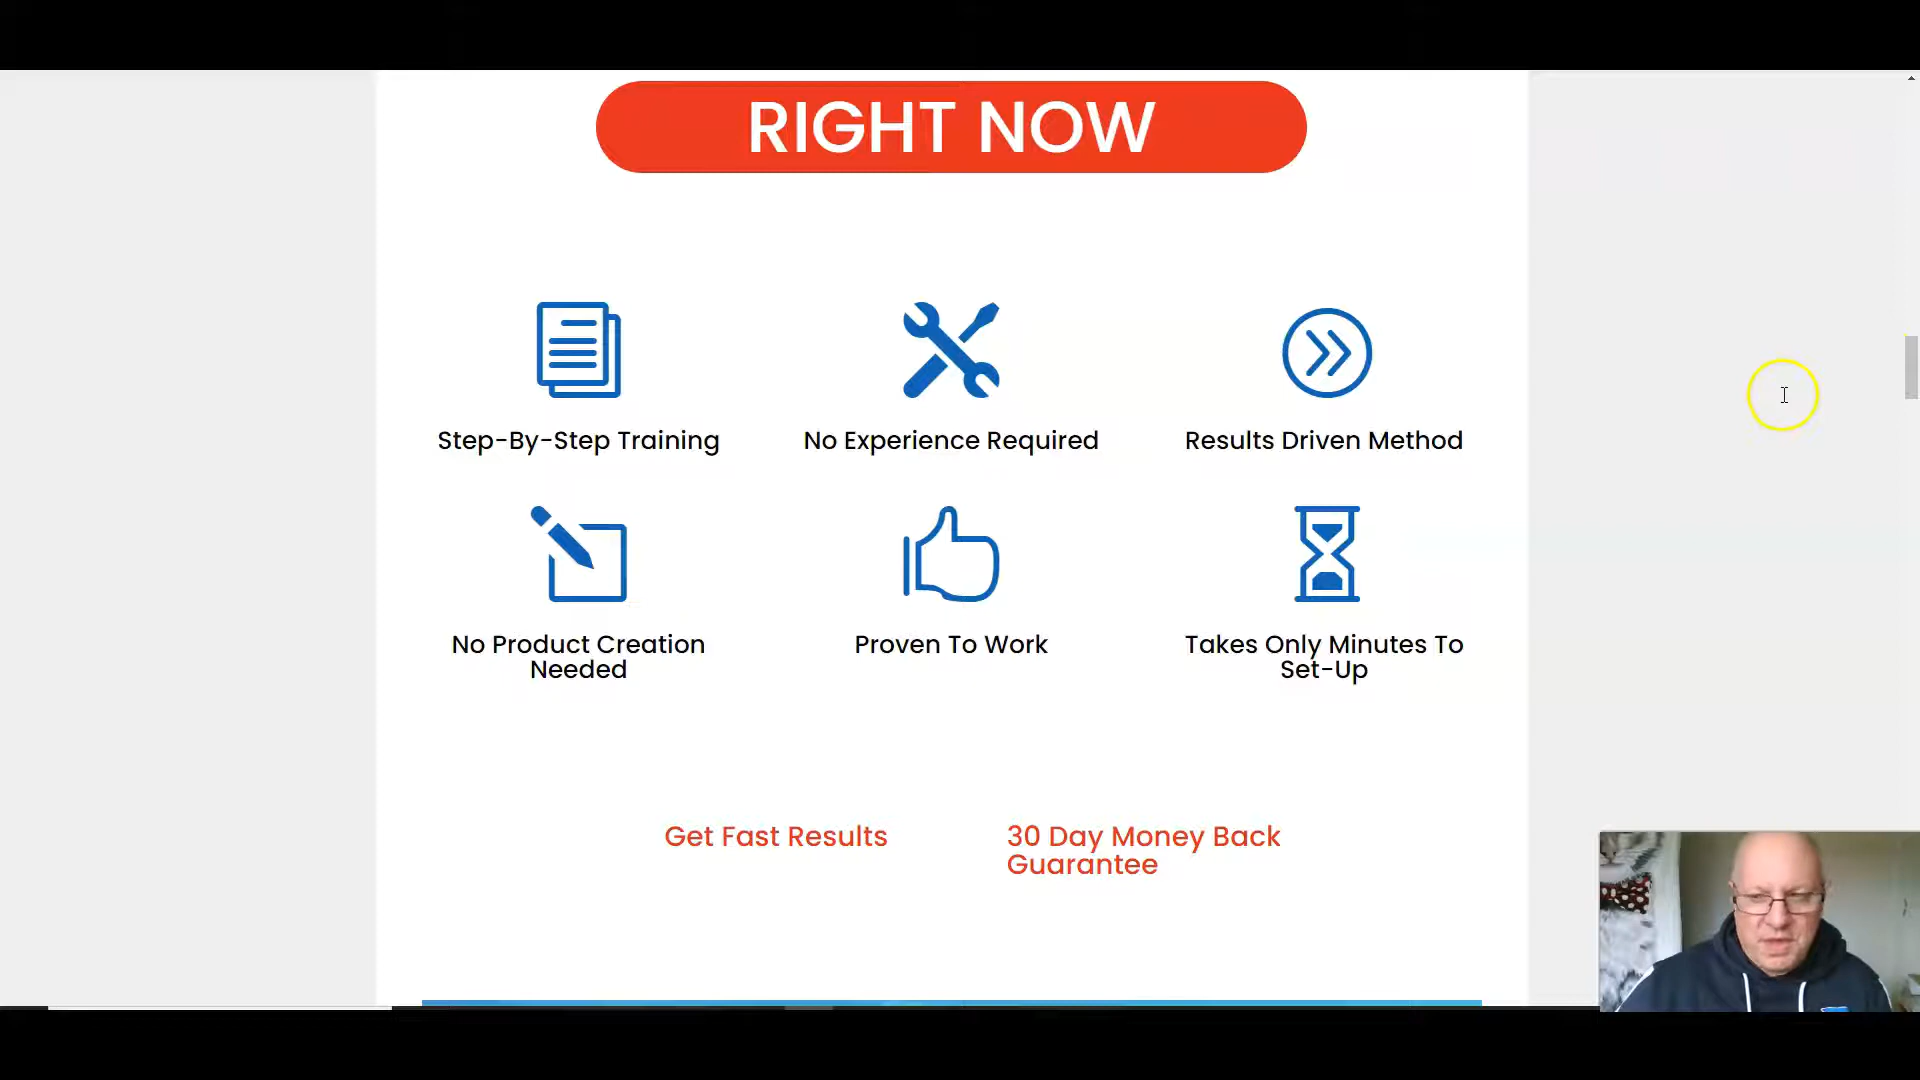 RIGHT NOW
Step-By-Step Training
No Experience Required
Results Driven Method
No Product Creation
Needed
Proven To Work
Takes Only Minutes To
Set-Up
Get Fast Results
30 Day Money Back
Guarantee